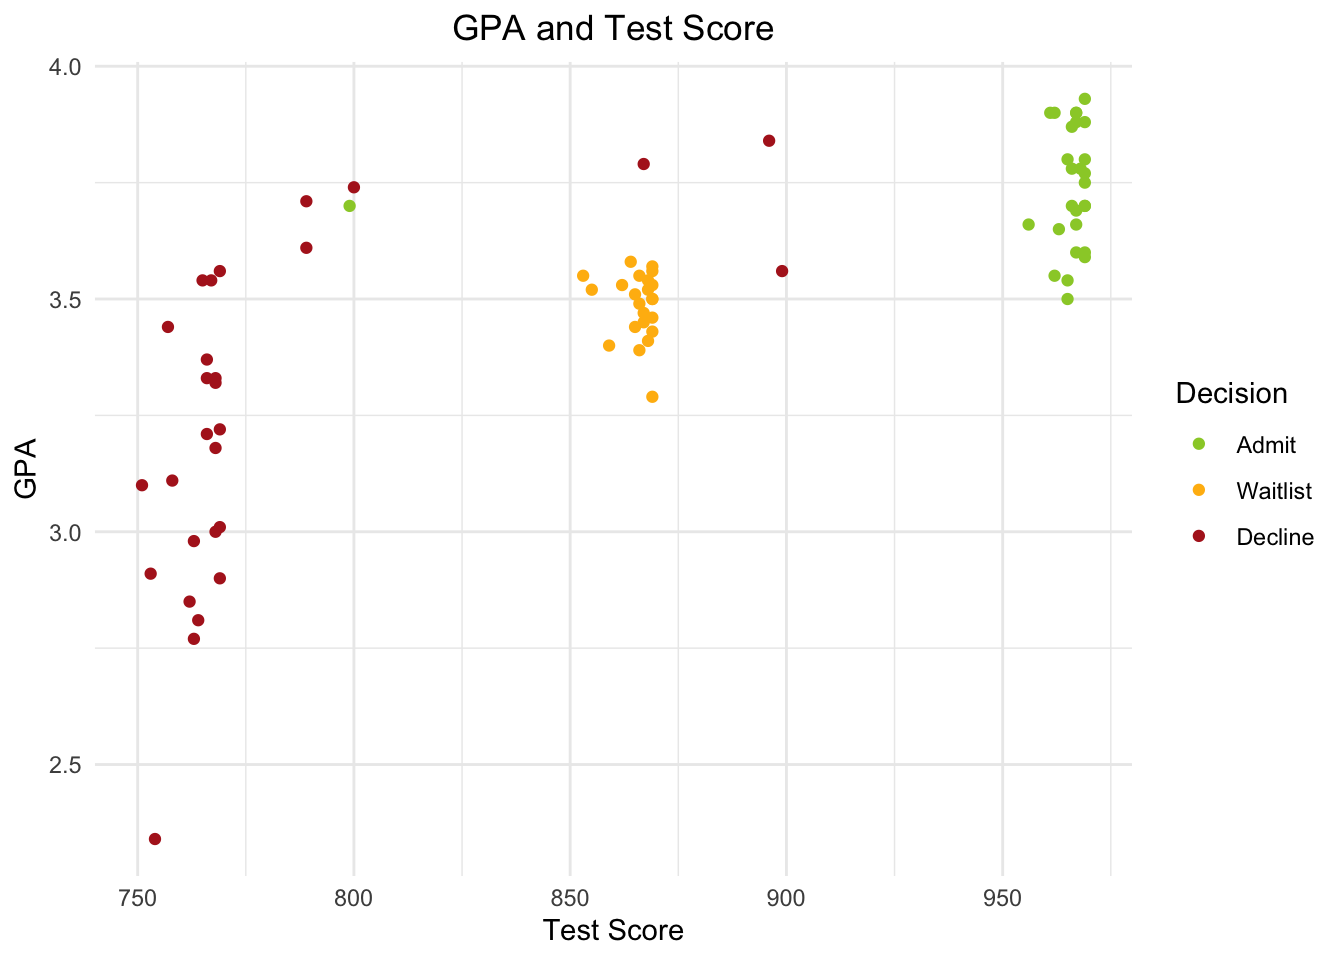 GPA and Test Score
4.0
3.5
3.0
2.5
GPA
750 800 850 900 950
Test Score
Decision
Admit
Waitlist
Decline